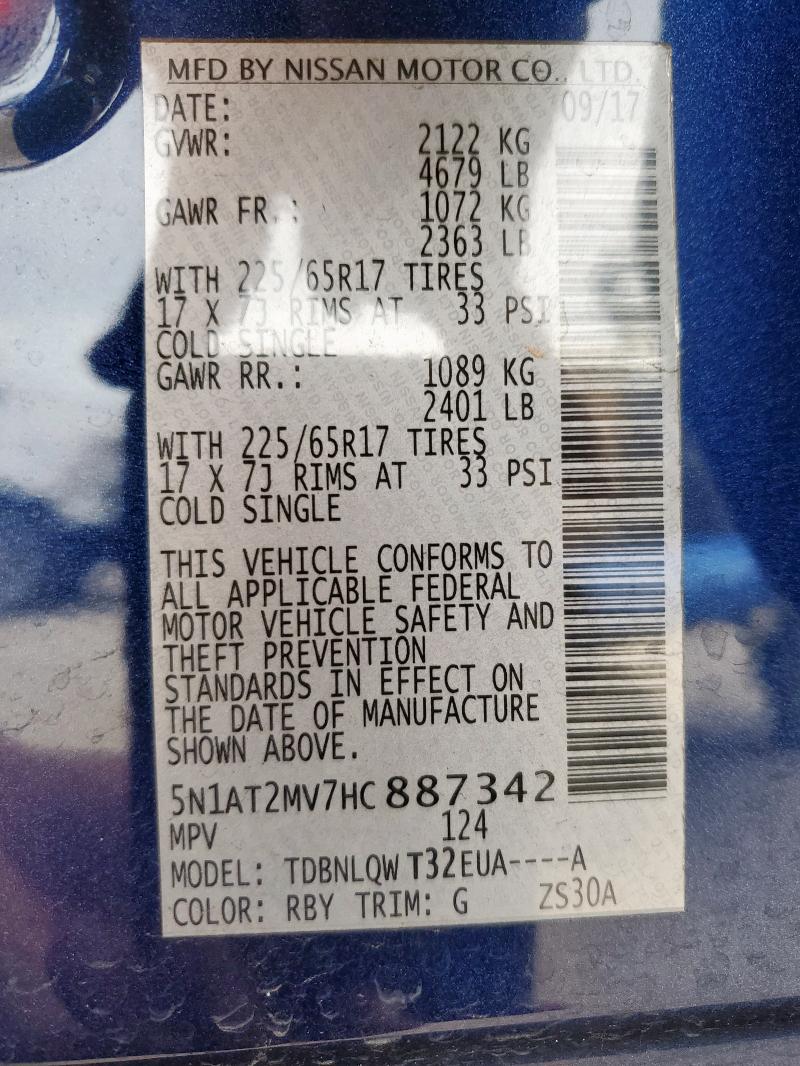 MFD BY NISSAN MOTOR CO., LTD.
DATE: 09/17
GVWR: 2122 KG
4679 LB
GAWR FR.: 1072 KG
2363 LB
WITH 225/65R17 TIRES
17 X 7J RIMS AT 33 PSI
COLD SINGLE
GAWR RR.: 1089 KG
2401 LB
WITH 225/65R17 TIRES
17 X 7J RIMS AT 33 PSI
COLD SINGLE
THIS VEHICLE CONFORMS TO
ALL APPLICABLE FEDERAL
MOTOR VEHICLE SAFETY AND
THEFT PREVENTION
STANDARDS IN EFFECT ON
THE DATE OF MANUFACTURE
SHOWN ABOVE.
5N1AT2MV7HC887342
MPV 124
MODEL: TDBNLQW T32EUA----A
COLOR: RBY TRIM: G ZS30A